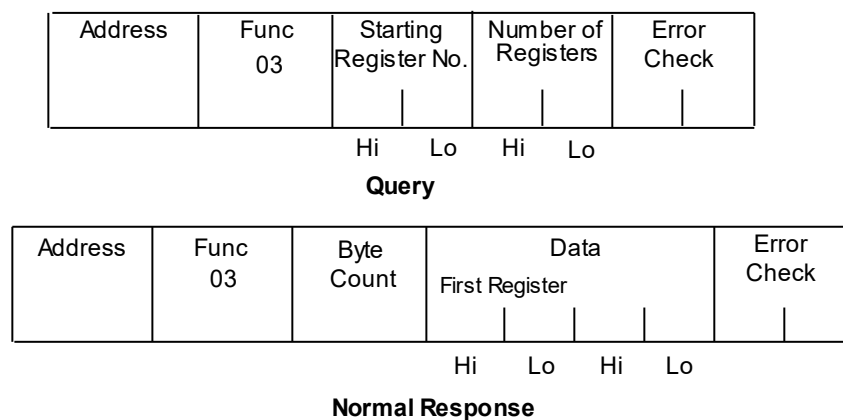 Address Func Starting Number of Error
03 Register No. Registers Check
Hi Lo Hi Lo
Query
Address Func Byte Data Error
03 Count First Register Check
Hi Lo Hi Lo
Normal Response